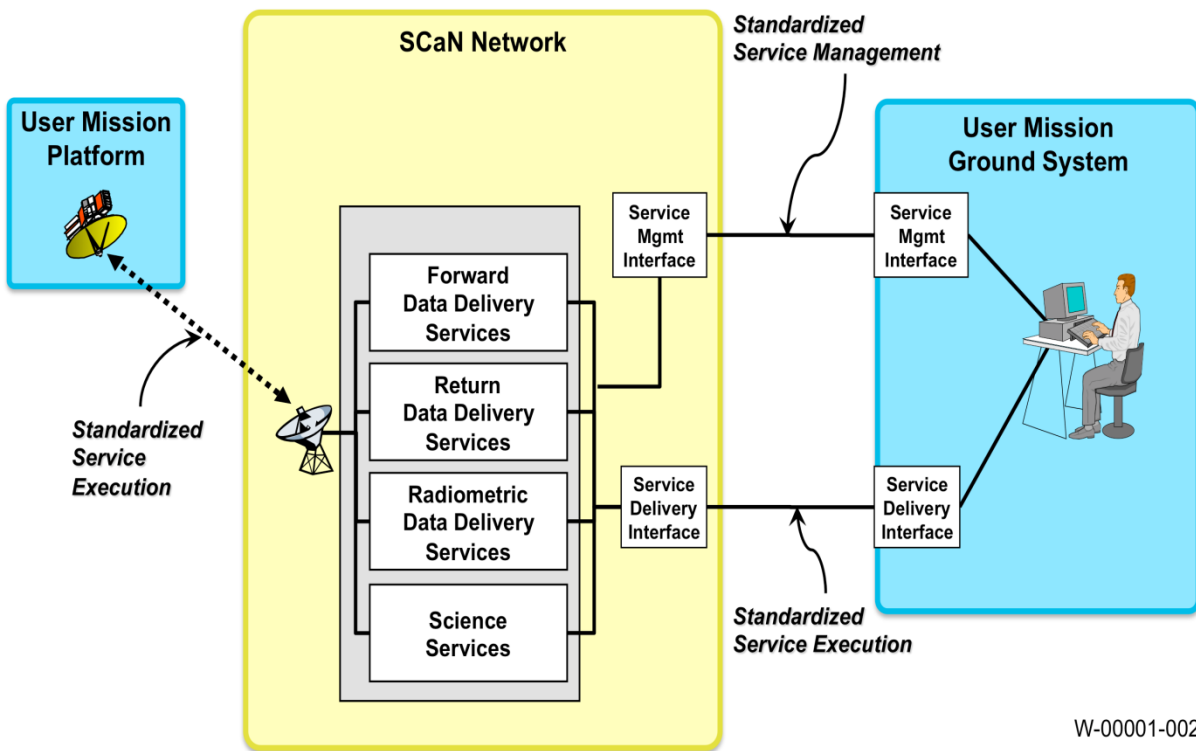 SCaN Network
Standardized
Service Management
User Mission
Platform
User Mission
Ground System
Service
Mgmt
Interface
Service
Mgmt
Interface
Forward
Data Delivery
Services
Return
Data Delivery
Services
Standardized
Service
Execution
Radiometric
Data Delivery
Services
Service
Delivery
Interface
Service
Delivery
Interface
Science
Services
Standardized
Service Execution
W-00001-002